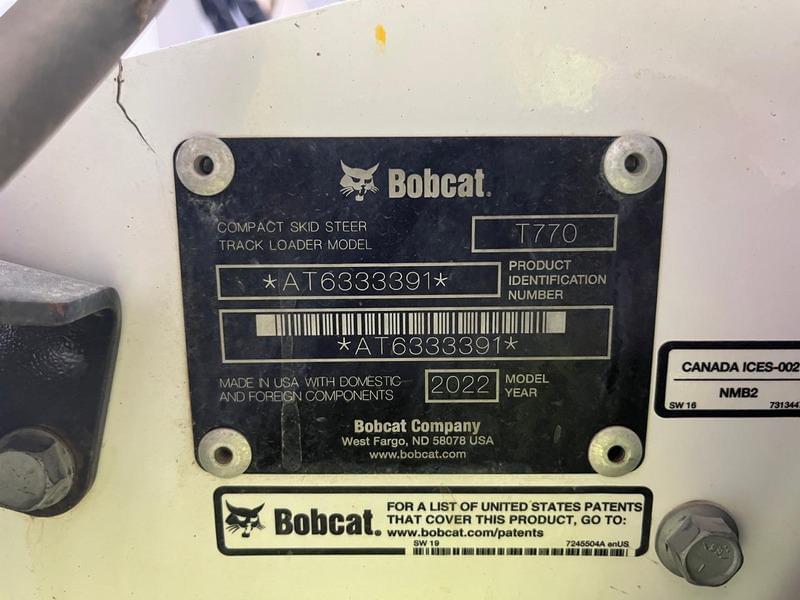 Bobcat.
COMPACT SKID STEER
TRACK LOADER MODEL
T770
*AT6333391*
PRODUCT
IDENTIFICATION
NUMBER
*AT6333391*
MADE IN USA WITH DOMESTIC
AND FOREIGN COMPONENTS
2022
MODEL
YEAR
Bobcat Company
West Fargo, ND 58078 USA
www.bobcat.com
CANADA ICES-002
NMB2
SW 16
Bobcat.
FOR A LIST OF UNITED STATES PATENTS
THAT COVER THIS PRODUCT, GO TO:
www.bobcat.com/patents
SW 19
7245504A enUS